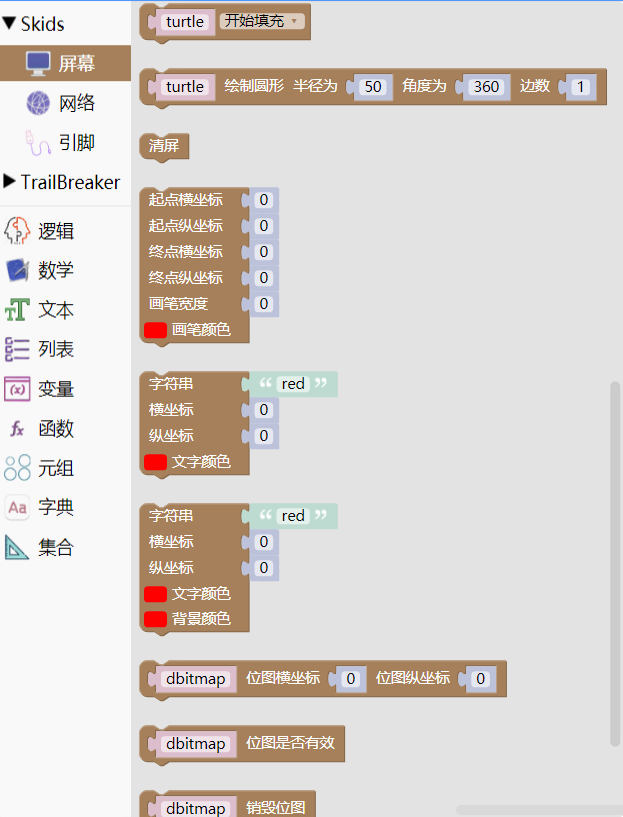 Skids
屏幕
网络
引脚
TrailBreaker
逻辑
数学
文本
列表
变量
函数
元组
Aa 字典
集合
turtle 开始填充
turtle 绘制圆形 半径为 50 角度为 360 边数 1
清屏
起点横坐标 0
起点纵坐标 0
终点横坐标 0
终点纵坐标 0
画笔宽度 0
画笔颜色
字符串 “ red ”
横坐标 0
纵坐标 0
文字颜色
字符串 “ red ”
横坐标 0
纵坐标 0
文字颜色
背景颜色
dbitmap 位图横坐标 0 位图纵坐标 0
dbitmap 位图是否有效
dbitmap 销毁位图